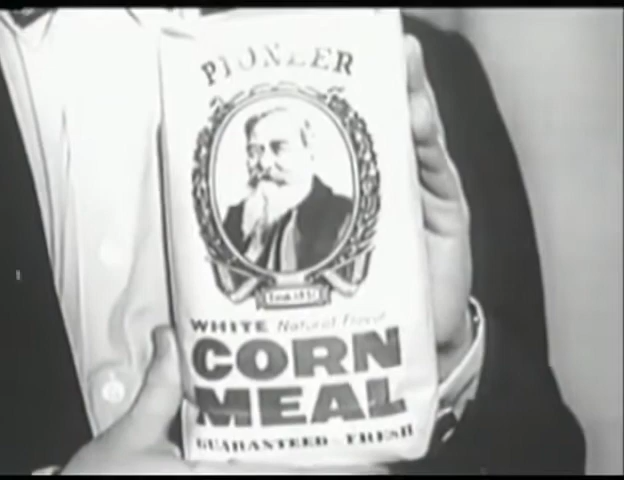 PIONEER
WHITE Natural Flavor
CORN
MEAL
GUARANTEED FRESH